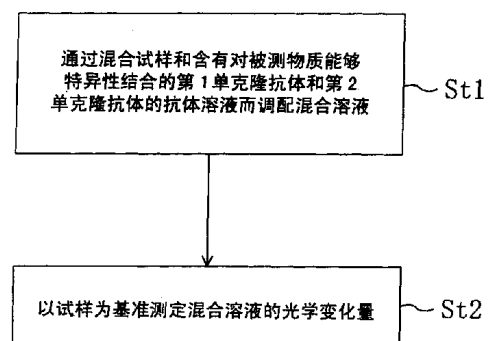 通过混合试样和含有对被测物质能够
特异性结合的第1单克隆抗体和第2
单克隆抗体的抗体溶液而调配混合溶液
St1
以试样为基准测定混合溶液的光学变化量
St2